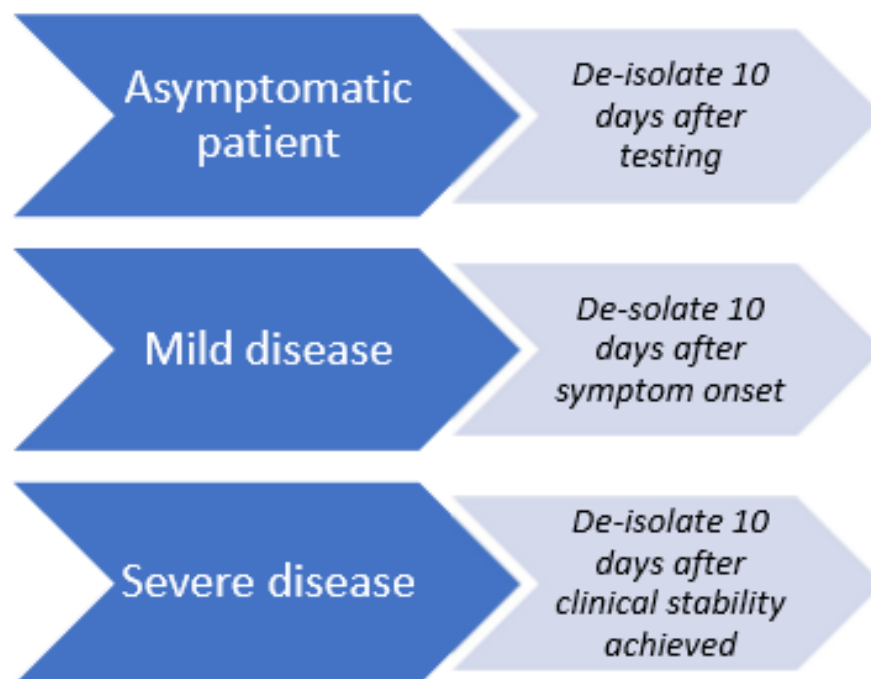 Asymptomatic
patient
De-isolate 10
days after
testing
Mild disease
De-solate 10
days after
symptom onset
Severe disease
De-isolate 10
days after
clinical stability
achieved